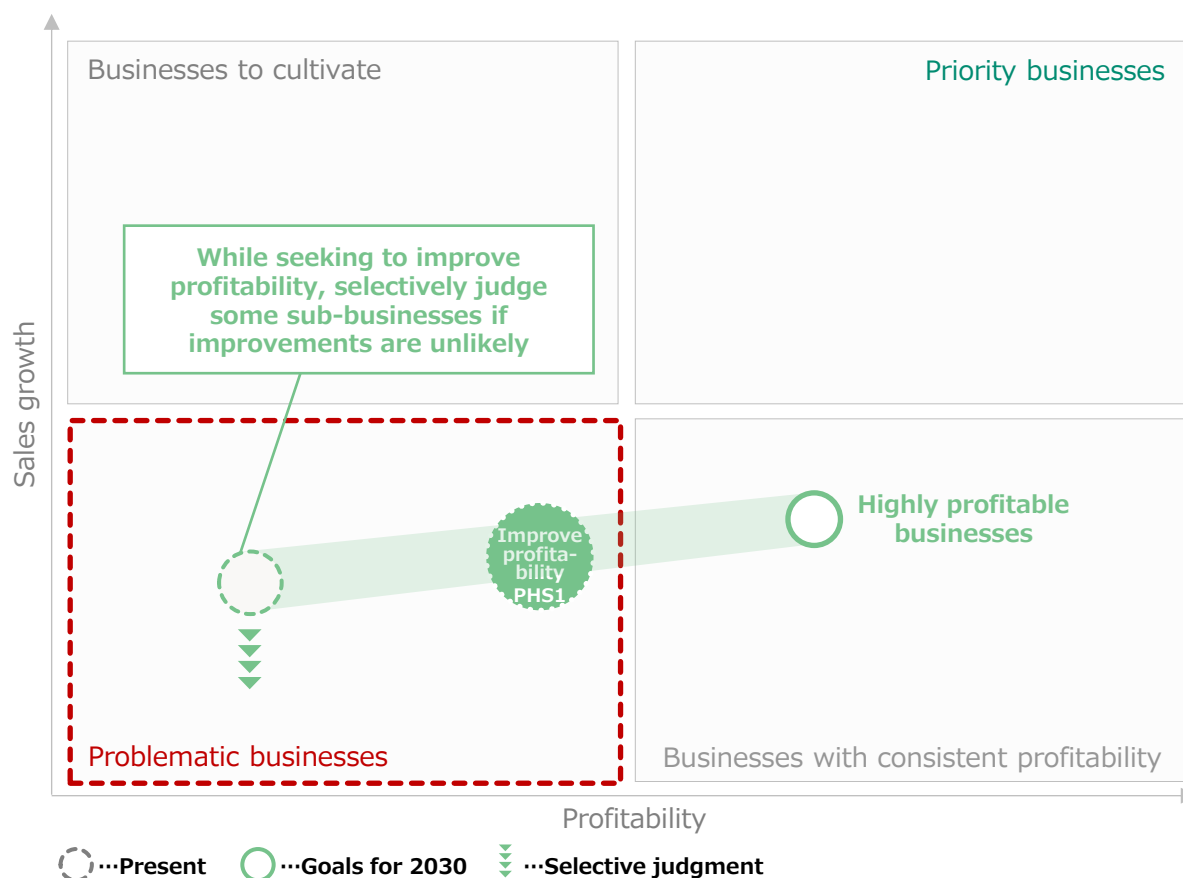 Businesses to cultivate
Priority businesses
While seeking to improve
profitability, selectively judge
some sub-businesses if
improvements are unlikely
Sales growth
Improve
profita-
bility
PHS1
Highly profitable
businesses
Problematic businesses
Businesses with consistent profitability
Profitability
…Present
…Goals for 2030
…Selective judgment